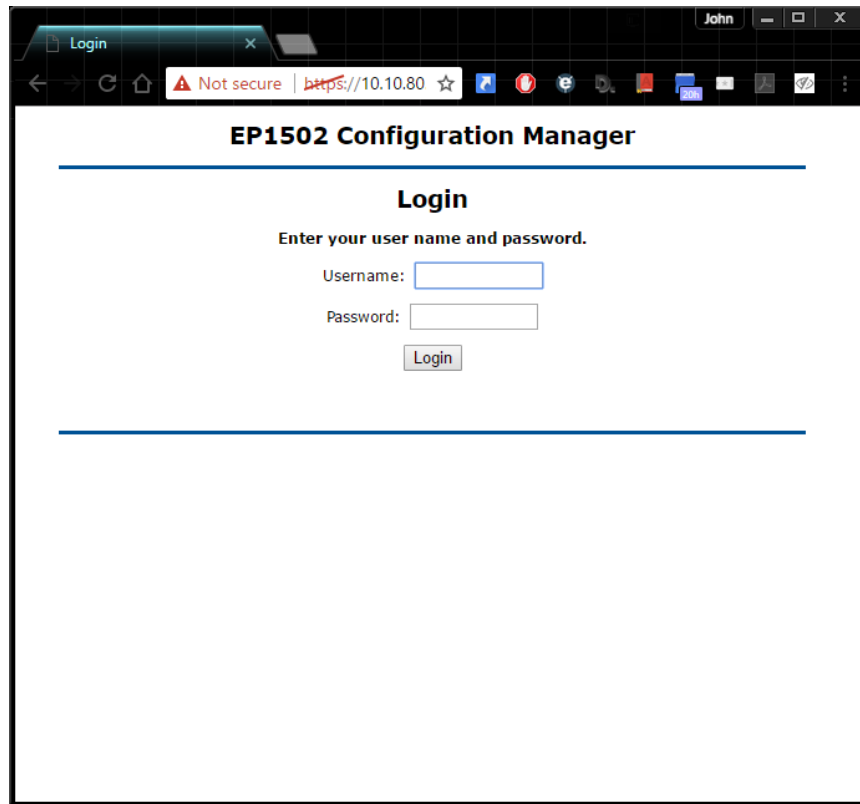 John
Login
Not secure | https://10.10.80
20h
EP1502 Configuration Manager
Login
Enter your user name and password.
Username:
Password:
Login